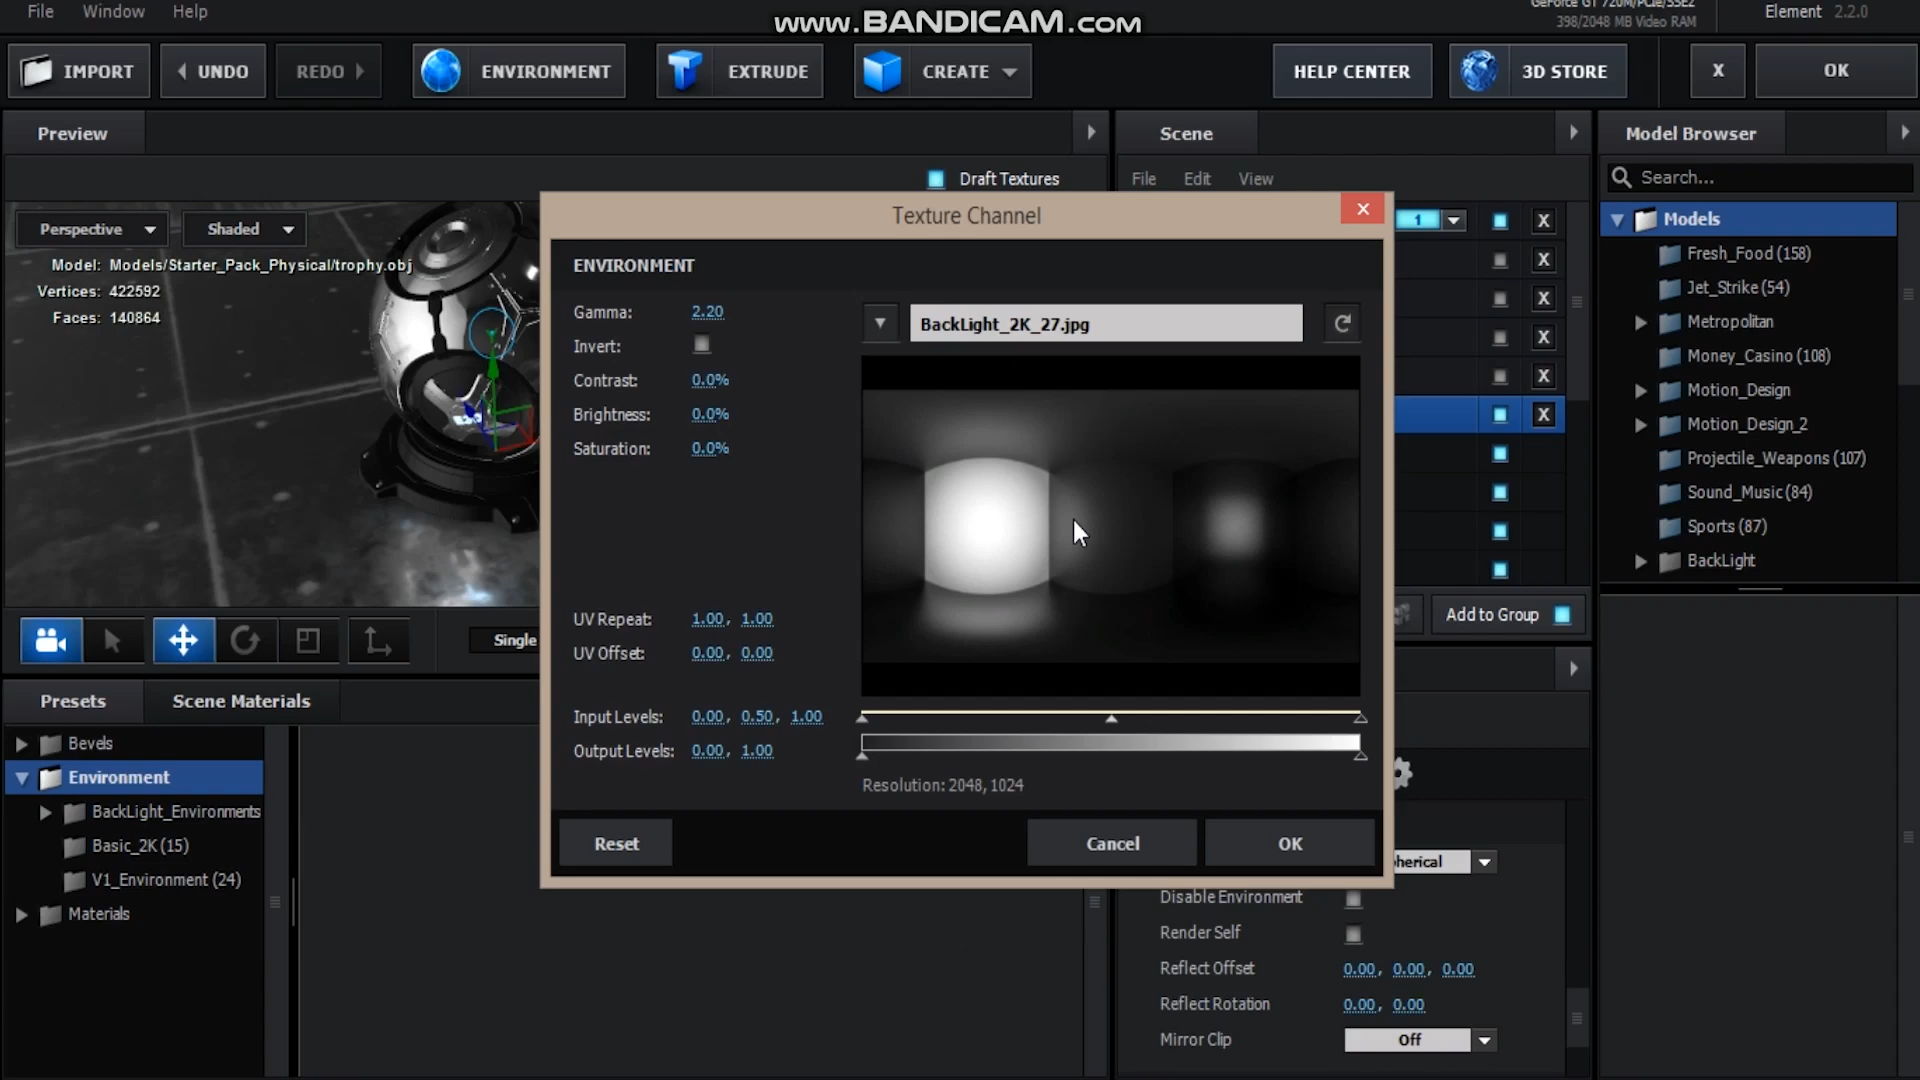 File Window Help
www.BANDICAM.com
GeForce GT 720M/PCIe/SSE2
398/2048 MB Video RAM
Element 2.2.0
IMPORT
UNDO
REDO
ENVIRONMENT
EXTRUDE
CREATE
HELP CENTER
3D STORE
X
OK
Preview
Scene
Model Browser
Draft Textures
File Edit View
Search...
Perspective
Shaded
Model: Models/Starter_Pack_Physical/trophy.obj
Vertices: 422592
Faces: 140864
Texture Channel
ENVIRONMENT
Gamma: 2.20
BackLight_2K_27.jpg
Invert:
Contrast: 0.0%
Brightness: 0.0%
Saturation: 0.0%
UV Repeat: 1.00, 1.00
UV Offset: 0.00, 0.00
Input Levels: 0.00, 0.50, 1.00
Output Levels: 0.00, 1.00
Resolution: 2048, 1024
Reset
Cancel
OK
1
X
X
X
X
X
X
Models
Fresh_Food (158)
Jet_Strike (54)
Metropolitan
Money_Casino (108)
Motion_Design
Motion_Design_2
Projectile_Weapons (107)
Sound_Music (84)
Sports (87)
BackLight
Add to Group
Single
Presets
Scene Materials
Bevels
Environment
BackLight_Environments
Basic_2K (15)
V1_Environment (24)
Materials
herical
Disable Environment
Render Self
Reflect Offset 0.00, 0.00, 0.00
Reflect Rotation 0.00, 0.00
Mirror Clip Off